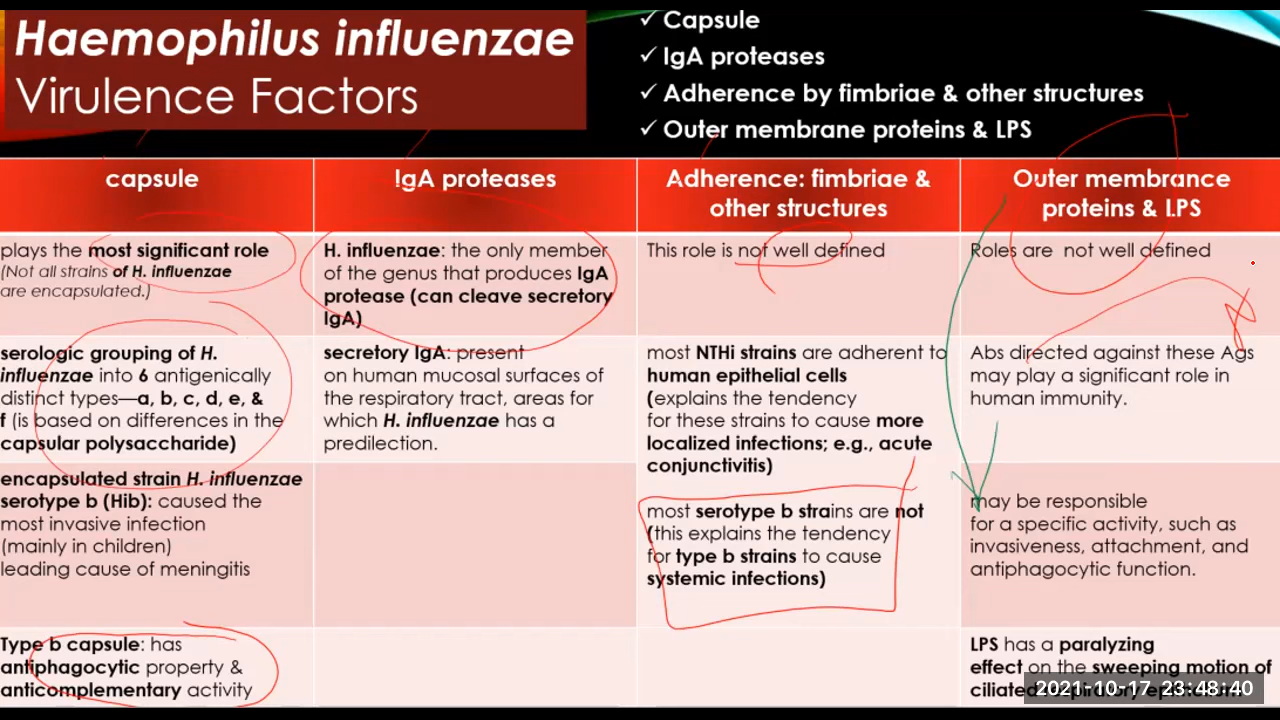 Haemophilus influenzae
Virulence Factors
✓ Capsule
✓ IgA proteases
✓ Adherence by fimbriae & other structures
✓ Outer membrane proteins & LPS
capsule
plays the most significant role
(Not all strains of H. influenzae
are encapsulated.)
serologic grouping of H.
influenzae into 6 antigenically
distinct types—a, b, c, d, e, &
f (is based on differences in the
capsular polysaccharide)
encapsulated strain H. influenzae
serotype b (Hib): caused the
most invasive infection
(mainly in children)
leading cause of meningitis
Type b capsule: has
antiphagocytic property &
anticomplementary activity
IgA proteases
H. influenzae: the only member
of the genus that produces IgA
protease (can cleave secretory
IgA)
secretory IgA: present
on human mucosal surfaces of
the respiratory tract, areas for
which H. influenzae has a
predilection.
Adherence: fimbriae &
other structures
This role is not well defined
most NTHi strains are adherent to
human epithelial cells
(explains the tendency
for these strains to cause more
localized infections; e.g., acute
conjunctivitis)
most serotype b strains are not
(this explains the tendency
for type b strains to cause
systemic infections)
Outer membrance
proteins & LPS
Roles are not well defined
Abs directed against these Ags
may play a significant role in
human immunity.
may be responsible
for a specific activity, such as
invasiveness, attachment, and
antiphagocytic function.
LPS has a paralyzing
effect on the sweeping motion of
ciliated
2021-10-17 23:48:40